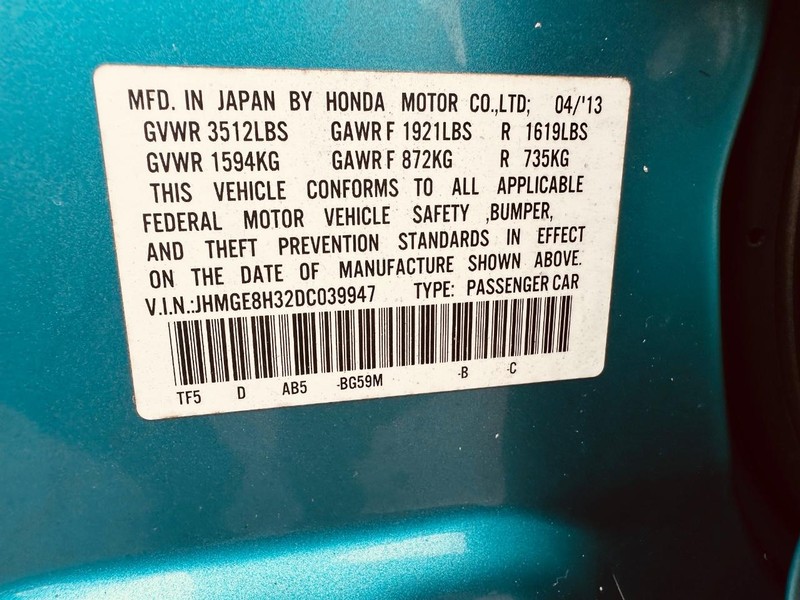 MFD. IN JAPAN BY HONDA MOTOR CO.,LTD; 04/'13
GVWR 3512LBS GAWR F 1921LBS R 1619LBS
GVWR 1594KG GAWR F 872KG R 735KG
THIS VEHICLE CONFORMS TO ALL APPLICABLE
FEDERAL MOTOR VEHICLE SAFETY ,BUMPER,
AND THEFT PREVENTION STANDARDS IN EFFECT
ON THE DATE OF MANUFACTURE SHOWN ABOVE.
V.I.N.:JHMGE8H32DC039947 TYPE: PASSENGER CAR
TF5 D AB5 -BG59M -B -C